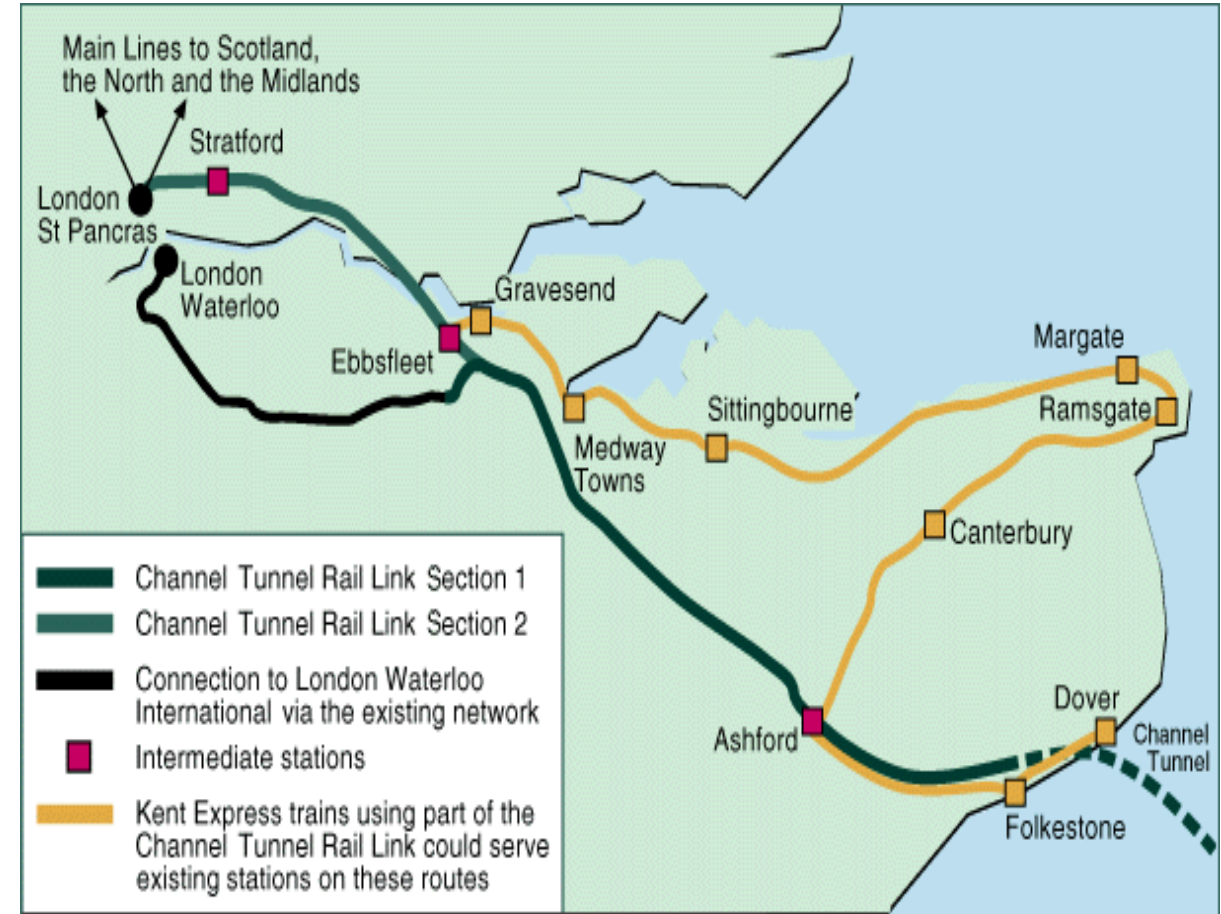 Main Lines to Scotland,
the North and the Midlands
Stratford
London
St Pancras
London
Waterloo
Gravesend
Ebbsfleet
Margate
Ramsgate
Sittingbourne
Medway
Towns
Canterbury
Dover
Channel
Tunnel
Ashford
Folkestone
Channel Tunnel Rail Link Section 1
Channel Tunnel Rail Link Section 2
Connection to London Waterloo
International via the existing network
Intermediate stations
Kent Express trains using part of the
Channel Tunnel Rail Link could serve
existing stations on these routes